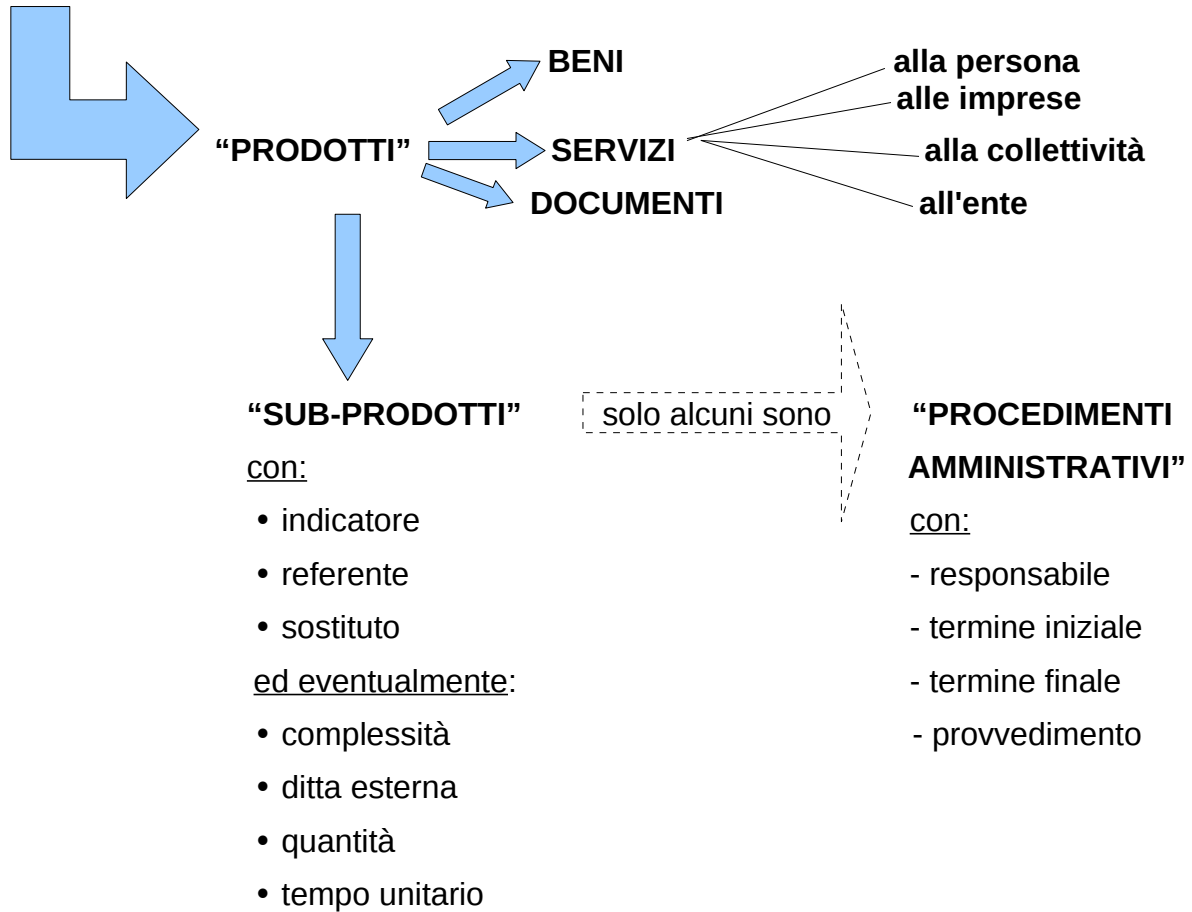 BENI
alla persona
alle imprese
“PRODOTTI”
SERVIZI
alla collettività
DOCUMENTI
all'ente
“SUB-PRODOTTI”
con:
• indicatore
• referente
• sostituto
ed eventualmente:
• complessità
• ditta esterna
• quantità
• tempo unitario
solo alcuni sono
“PROCEDIMENTI
AMMINISTRATIVI”
con:
- responsabile
- termine iniziale
- termine finale
- provvedimento